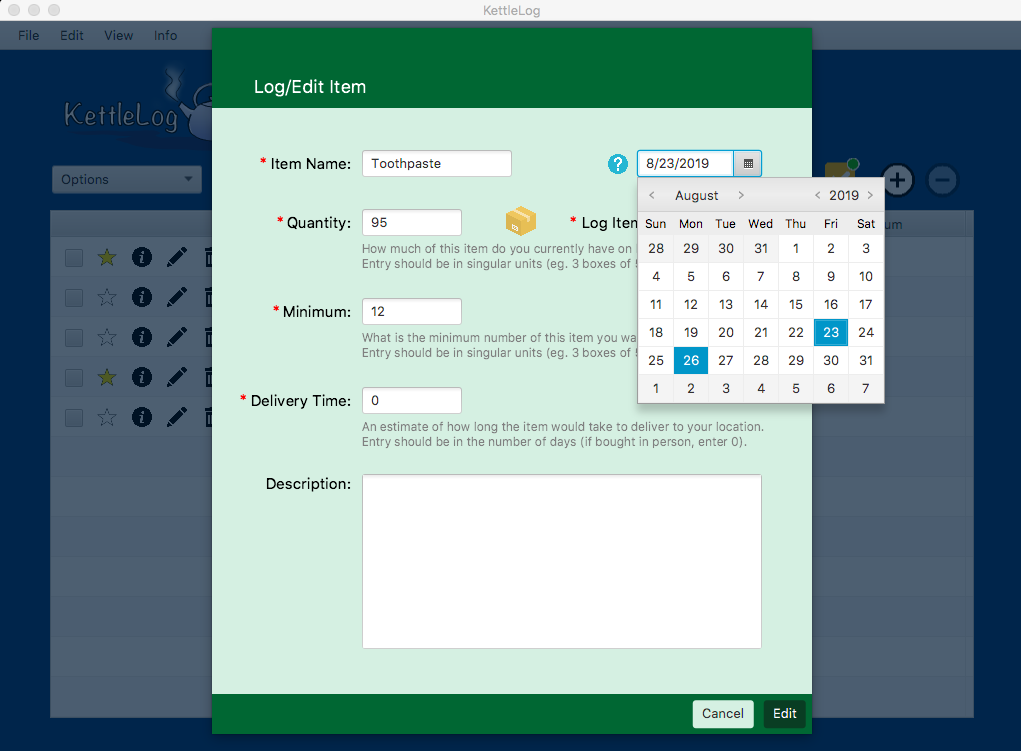 KettleLog
File Edit View Info
KettleLog
Log/Edit Item
* Item Name: Toothpaste ? 8/23/2019
Options
< August > < 2019 >
* Quantity: 95 * Log Iten
Sun Mon Tue Wed Thu Fri Sat
How much of this item do you currently have on
28 29 30 31 1 2 3
Entry should be in singular units (eg. 3 boxes of
4 5 6 7 8 9 10
* Minimum: 12
11 12 13 14 15 16 17
What is the minimum number of this item you wa
18 19 20 21 22 23 24
Entry should be in singular units (eg. 3 boxes of
25 26 27 28 29 30 31
1 2 3 4 5 6 7
* Delivery Time: 0
An estimate of how long the item would take to deliver to your location.
Entry should be in the number of days (if bought in person, enter 0).
Description:
Cancel Edit